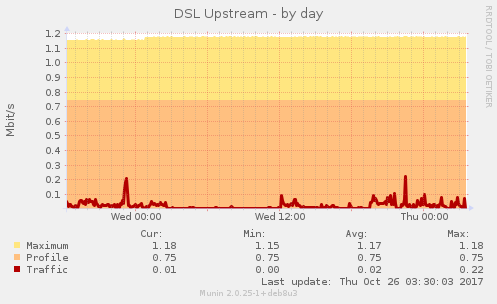 DSL Upstream - by day
RRDTOOL / TOBI OETIKER
Mbit/s
1.2
1.1
1.0
0.9
0.8
0.7
0.6
0.5
0.4
0.3
0.2
0.1
Wed 00:00 Wed 12:00 Thu 00:00
Cur: Min: Avg: Max:
Maximum 1.18 1.15 1.17 1.18
Profile 0.75 0.75 0.75 0.75
Traffic 0.01 0.00 0.02 0.22
Last update: Thu Oct 26 03:30:03 2017
Munin 2.0.25-1+deb8u3